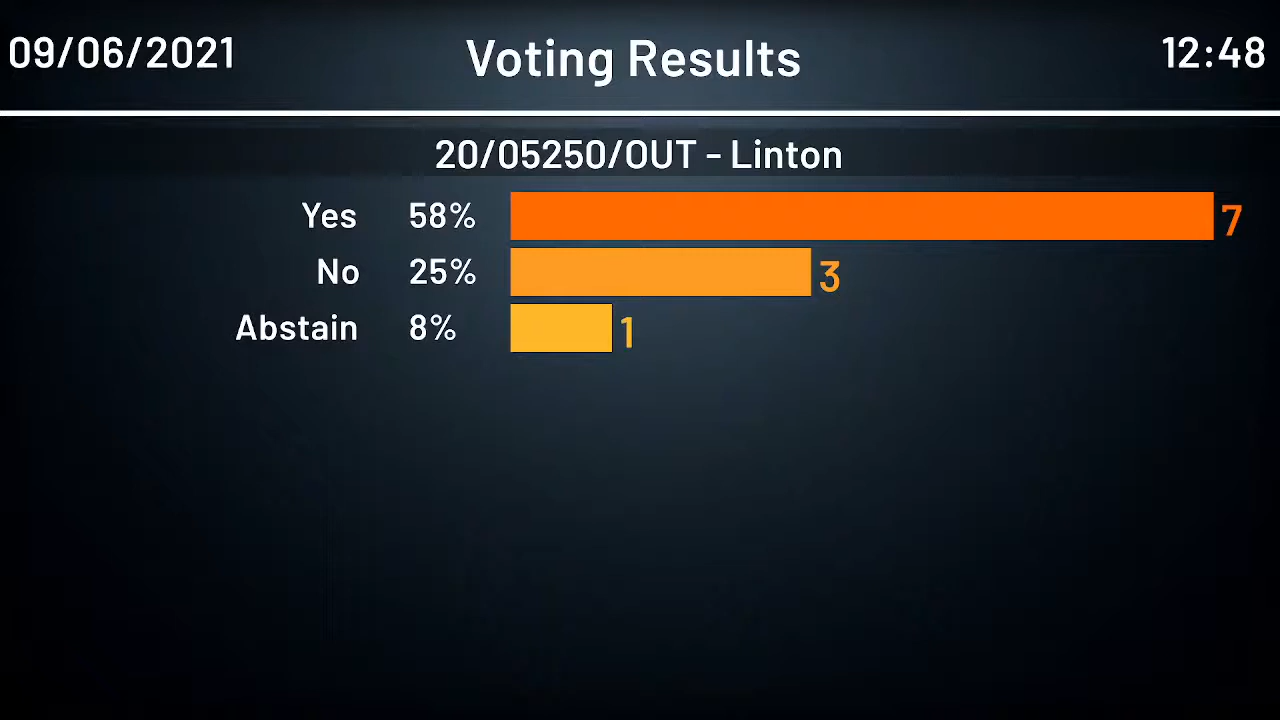 09/06/2021 Voting Results 12:48
20/05250/OUT - Linton
Yes 58% 7
No 25% 3
Abstain 8% 1